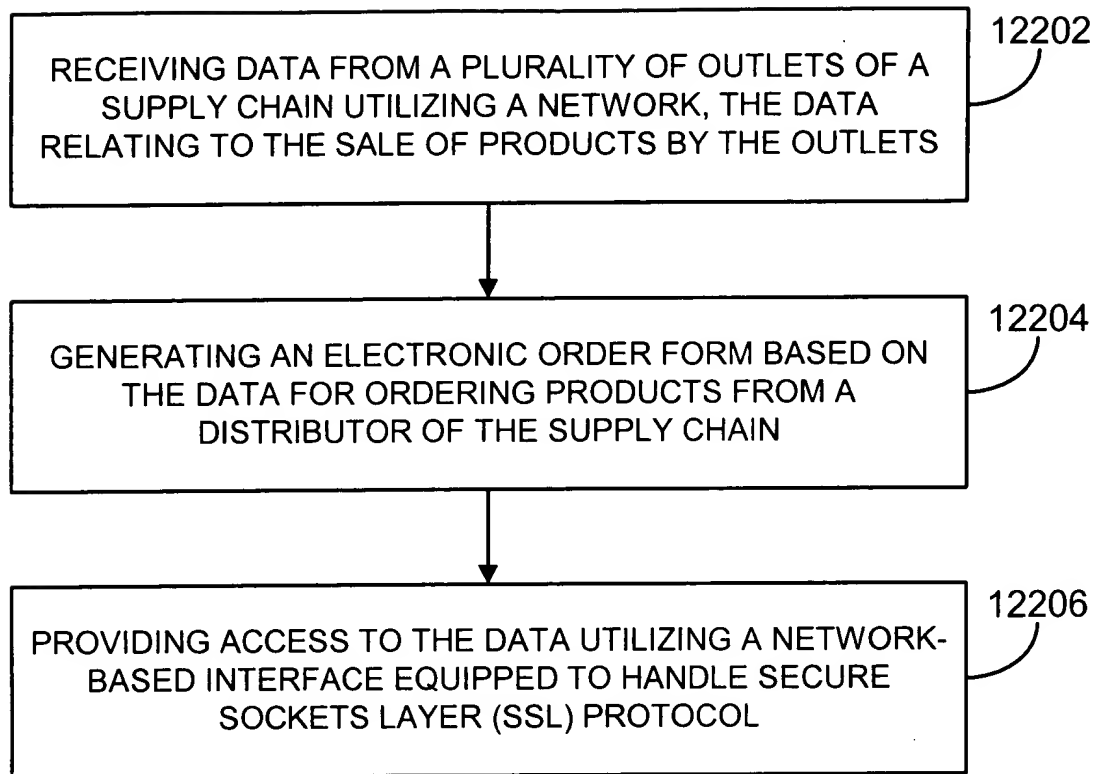 12202
RECEIVING DATA FROM A PLURALITY OF OUTLETS OF A
SUPPLY CHAIN UTILIZING A NETWORK, THE DATA
RELATING TO THE SALE OF PRODUCTS BY THE OUTLETS
12204
GENERATING AN ELECTRONIC ORDER FORM BASED ON
THE DATA FOR ORDERING PRODUCTS FROM A
DISTRIBUTOR OF THE SUPPLY CHAIN
12206
PROVIDING ACCESS TO THE DATA UTILIZING A NETWORK-
BASED INTERFACE EQUIPPED TO HANDLE SECURE
SOCKETS LAYER (SSL) PROTOCOL